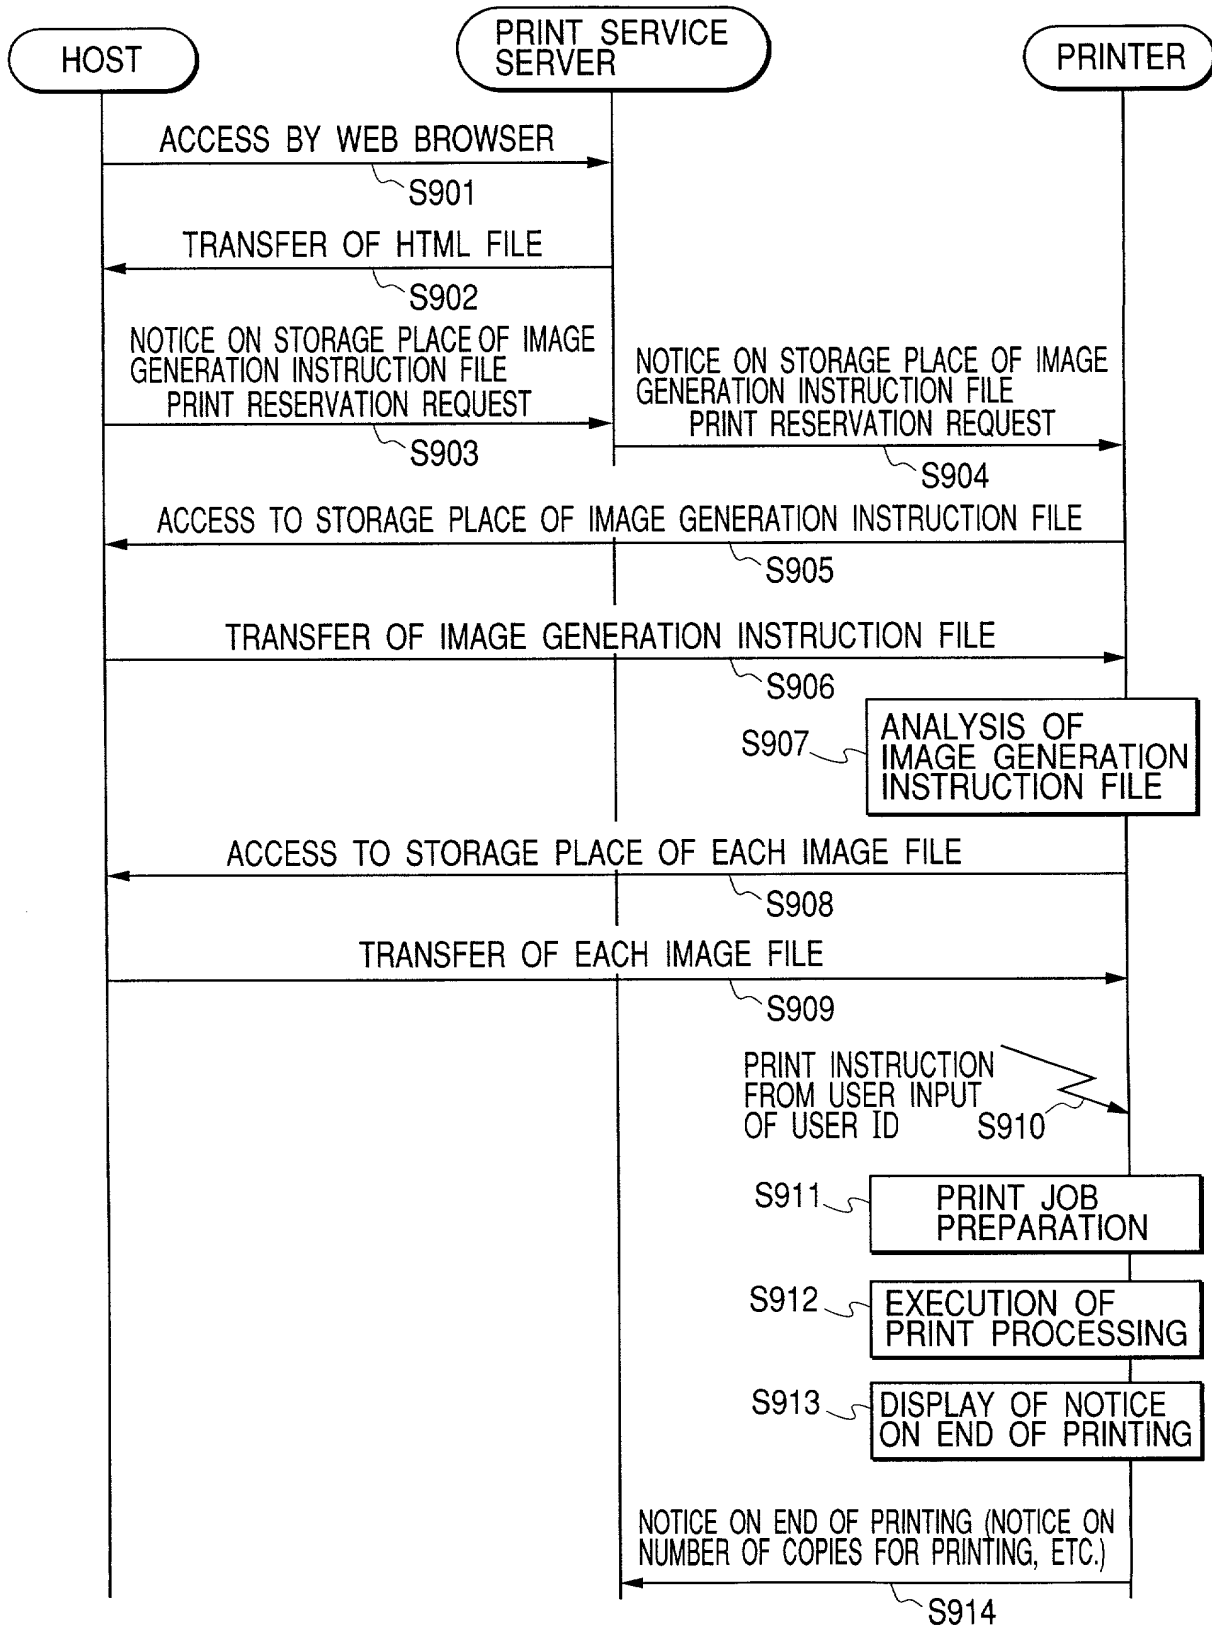 HOST
PRINT SERVICE
SERVER
PRINTER
ACCESS BY WEB BROWSER
S901
TRANSFER OF HTML FILE
S902
NOTICE ON STORAGE PLACE OF IMAGE
GENERATION INSTRUCTION FILE
PRINT RESERVATION REQUEST
S903
NOTICE ON STORAGE PLACE OF IMAGE
GENERATION INSTRUCTION FILE
PRINT RESERVATION REQUEST
S904
ACCESS TO STORAGE PLACE OF IMAGE GENERATION INSTRUCTION FILE
S905
TRANSFER OF IMAGE GENERATION INSTRUCTION FILE
S906
S907
ANALYSIS OF
IMAGE GENERATION
INSTRUCTION FILE
ACCESS TO STORAGE PLACE OF EACH IMAGE FILE
S908
TRANSFER OF EACH IMAGE FILE
S909
PRINT INSTRUCTION
FROM USER INPUT
OF USER ID
S910
S911
PRINT JOB
PREPARATION
S912
EXECUTION OF
PRINT PROCESSING
S913
DISPLAY OF NOTICE
ON END OF PRINTING
NOTICE ON END OF PRINTING (NOTICE ON
NUMBER OF COPIES FOR PRINTING, ETC.)
S914